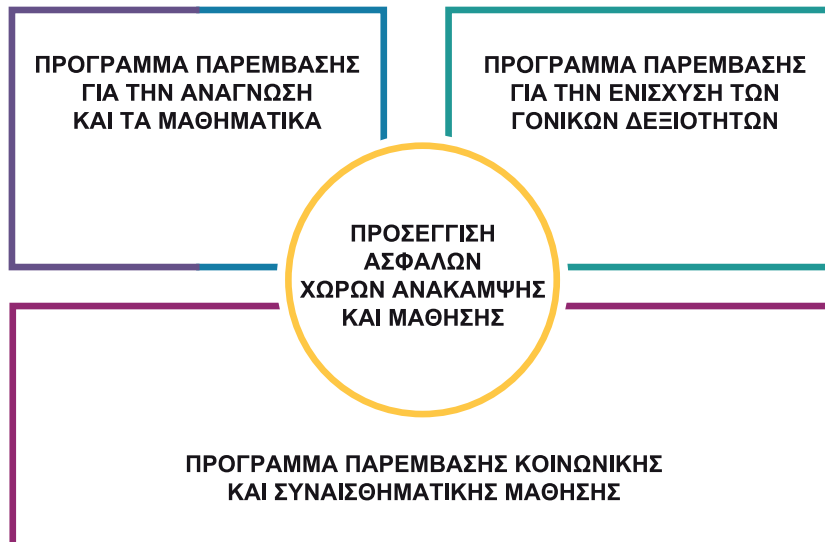 ΠΡΟΓΡΑΜΜΑ ΠΑΡΕΜΒΑΣΗΣ
ΓΙΑ ΤΗΝ ΑΝΑΓΝΩΣΗ
ΚΑΙ ΤΑ ΜΑΘΗΜΑΤΙΚΑ
ΠΡΟΓΡΑΜΜΑ ΠΑΡΕΜΒΑΣΗΣ
ΓΙΑ ΤΗΝ ΕΝΙΣΧΥΣΗ ΤΩΝ
ΓΟΝΙΚΩΝ ΔΕΞΙΟΤΗΤΩΝ
ΠΡΟΣΕΓΓΙΣΗ
ΑΣΦΑΛΩΝ
ΧΩΡΩΝ ΑΝΑΚΑΜΨΗΣ
ΚΑΙ ΜΑΘΗΣΗΣ
ΠΡΟΓΡΑΜΜΑ ΠΑΡΕΜΒΑΣΗΣ ΚΟΙΝΩΝΙΚΗΣ
ΚΑΙ ΣΥΝΑΙΣΘΗΜΑΤΙΚΗΣ ΜΑΘΗΣΗΣ